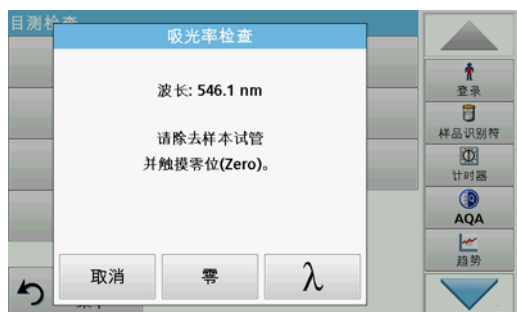 目测检查
吸光率检查
波长: 546.1 nm
请除去样本试管
并触摸零位(Zero)。
取消
零
λ
登录
样品识别符
计时器
AQA
趋势